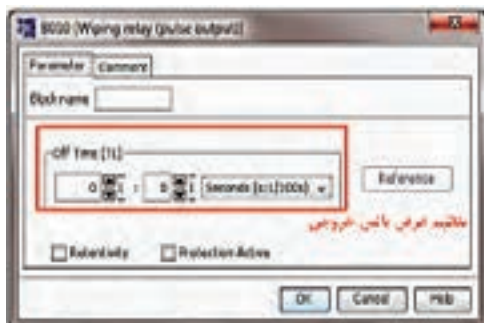 B010 [Wiping relay (pulse output)]
Parameter Comment
Block name
Off Time (TL)
0 : 0 Seconds (s:1/100s)
Reference
تنظیم عرض پالس خروجی
Retentivity Protection Active
OK Cancel Help